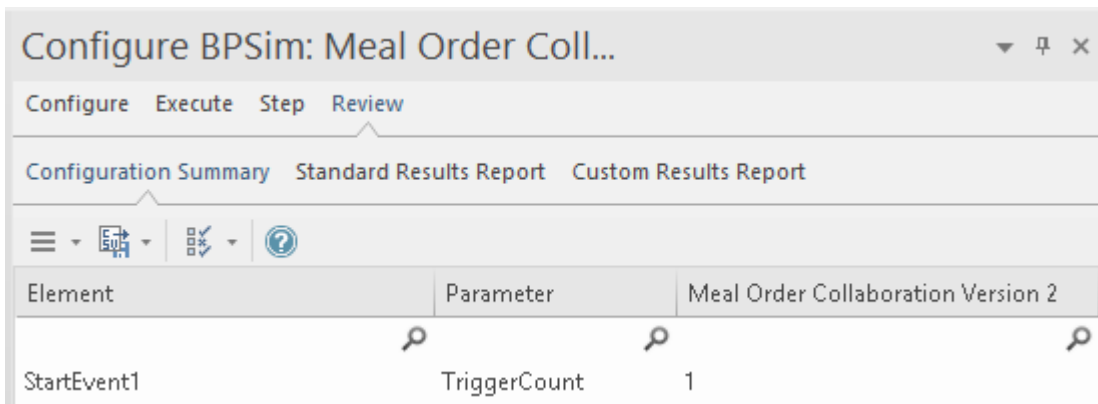 Configure BPSim: Meal Order Coll...
Configure Execute Step Review
Configuration Summary Standard Results Report Custom Results Report
Element Parameter Meal Order Collaboration Version 2
StartEvent1 TriggerCount 1